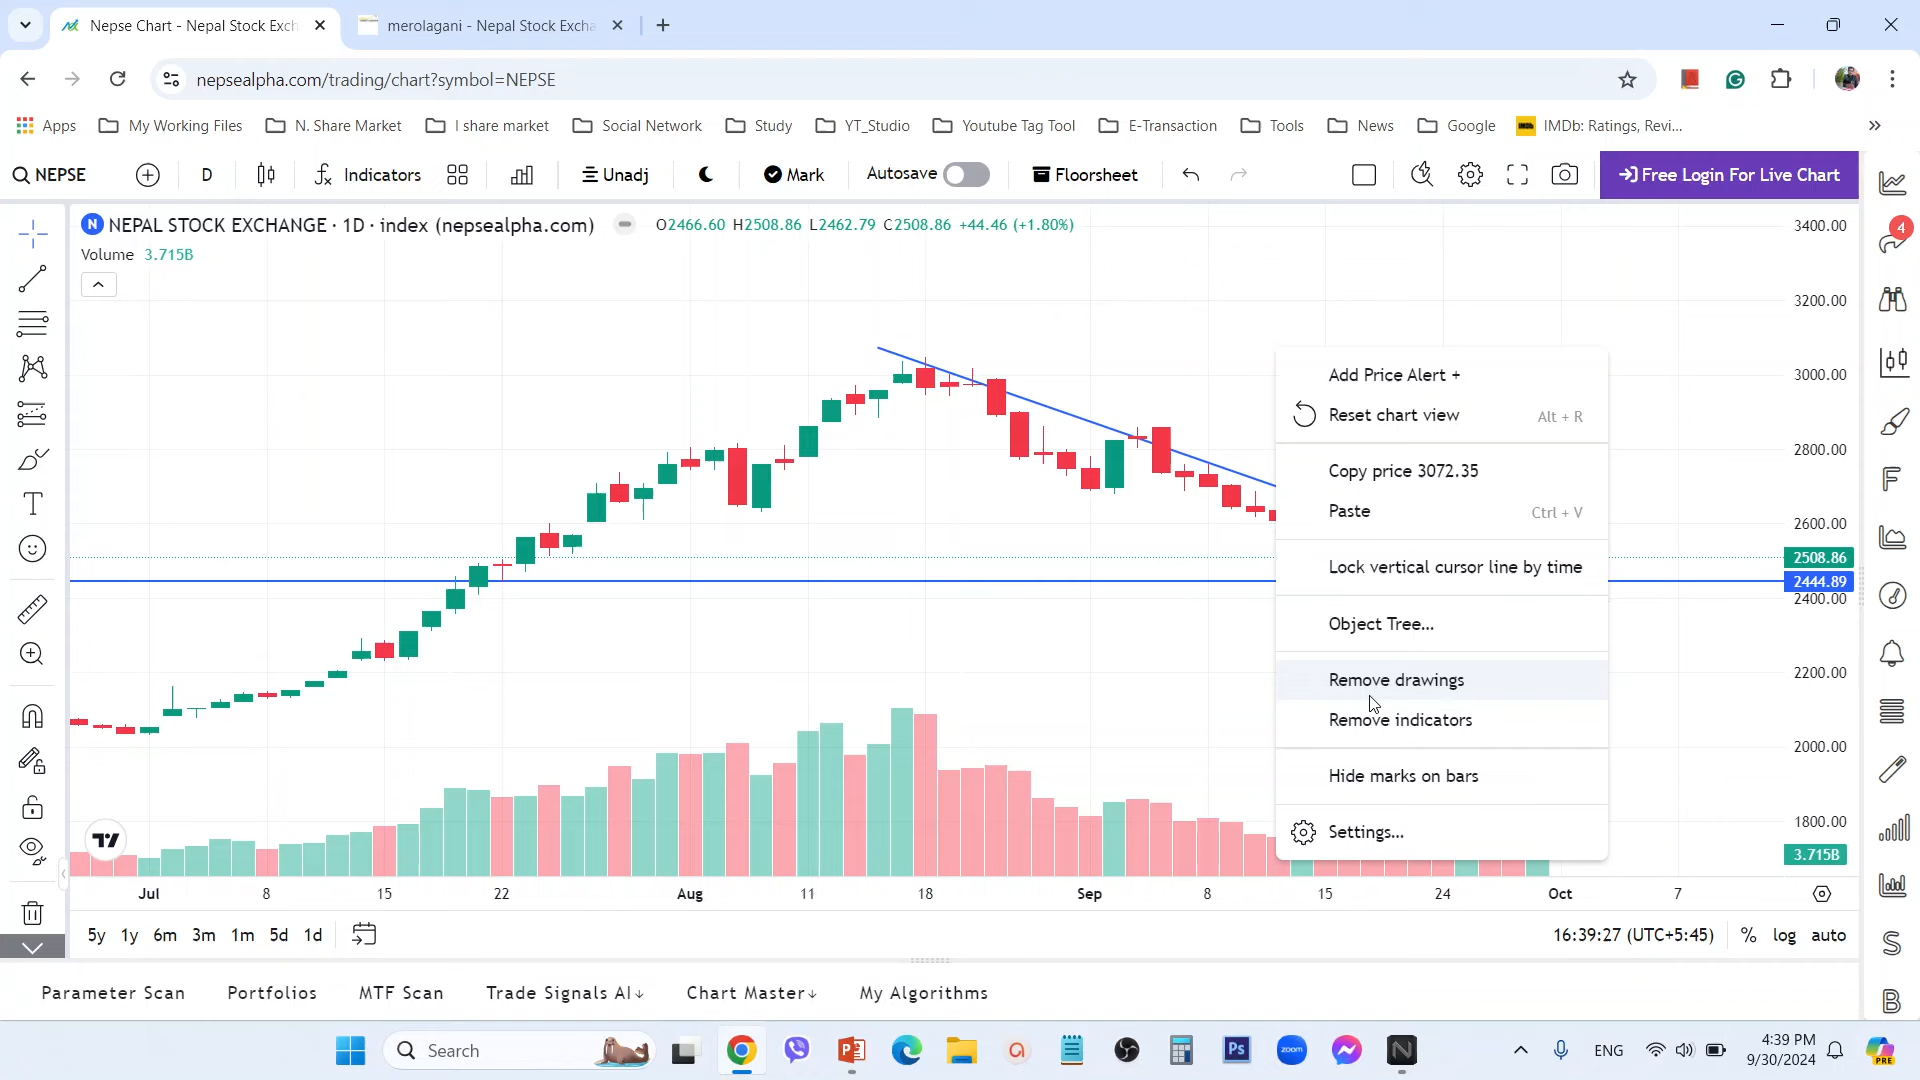 Nepse Chart - Nepal Stock Exch
merolagani - Nepal Stock Excha
nepsealpha.com/trading/chart?symbol=NEPSE
Apps
My Working Files
N. Share Market
I share market
Social Network
Study
YT_Studio
Youtube Tag Tool
E-Transaction
Tools
News
Google
IMDb: Ratings, Revi...
NEPSE
D
Indicators
Unadj
Mark
Autosave
Floorsheet
Free Login For Live Chart
N NEPAL STOCK EXCHANGE · 1D · index (nepsealpha.com)
O2466.60 H2508.86 L2462.79 C2508.86 +44.46 (+1.80%)
Volume 3.715B
3400.00
3200.00
3000.00
2800.00
2600.00
2508.86
2444.89
2400.00
2200.00
2000.00
1800.00
3.715B
4
Add Price Alert +
Reset chart view Alt + R
Copy price 3072.35
Paste Ctrl + V
Lock vertical cursor line by time
Object Tree...
Remove drawings
Remove indicators
Hide marks on bars
Settings...
Jul 8 15 22 Aug 11 18 Sep 8 15 24 Oct 7
5y 1y 6m 3m 1m 5d 1d
16:39:27 (UTC+5:45) % log auto
Parameter Scan
Portfolios
MTF Scan
Trade Signals AI↓
Chart Master↓
My Algorithms
F
S
B
Search
Ps
zoom
N
ENG
4:39 PM
9/30/2024
PRE